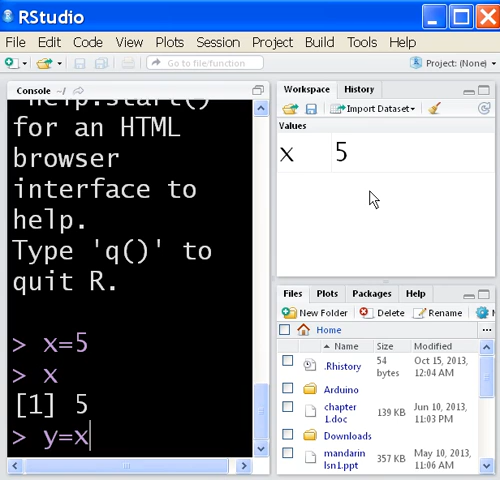 RStudio
File Edit Code View Plots Session Project Build Tools Help
Go to file/function
Project: (None)
Console ~/
help.start()'
for an HTML
browser
interface to
help.
Type 'q()' to
quit R.
> x=5
> x
[1] 5
> y=x
Workspace History
Import Dataset
Values
x 5
Files Plots Packages Help
New Folder Delete Rename
Home
Name Size Modified
.Rhistory 54 bytes Oct 15, 2013, 12:04 AM
Arduino
chapter 1.doc 139 KB Jun 10, 2013, 11:03 PM
Downloads
mandarin lsn1.ppt 357 KB May 10, 2013, 11:06 AM